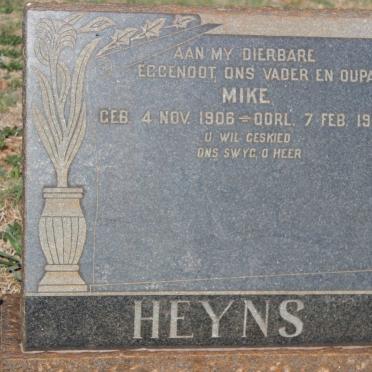 AAN MY DIERBARE
EGGENOOT, ONS VADER EN OUPA
MIKE
GEB. 4 NOV. 1906 = OORL. 7 FEB. 19
U WIL GESKIED
ONS SWYG, O HEER
HEYNS